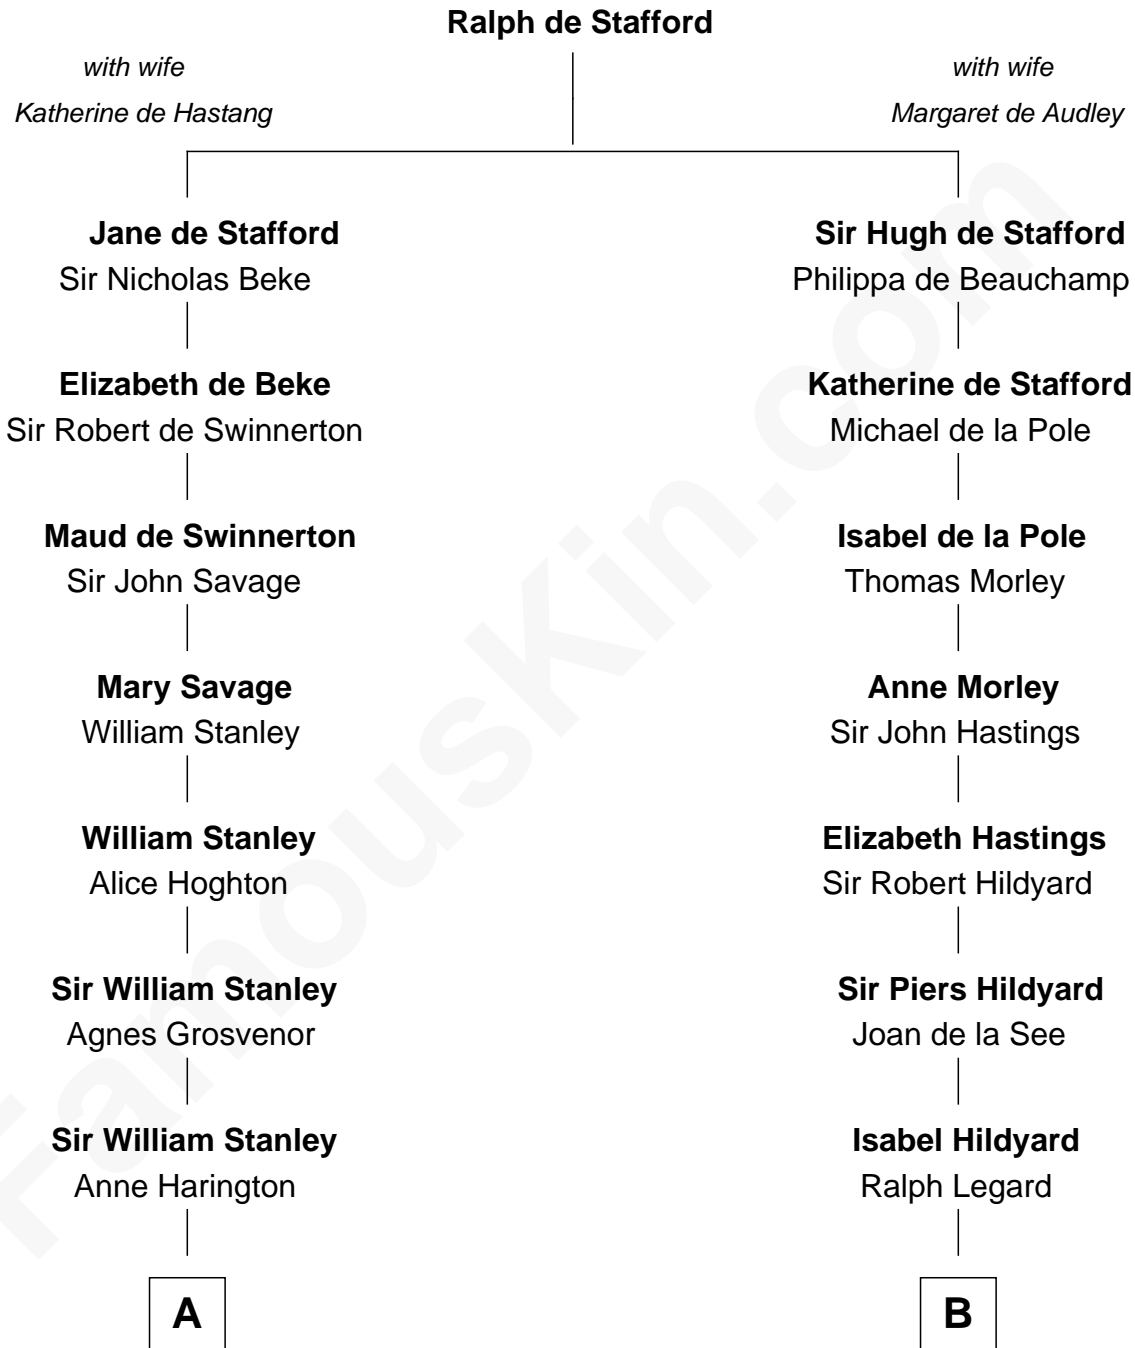 Ralph de Stafford
with wife
Katherine de Hastang
with wife
Margaret de Audley
Jane de Stafford
Sir Nicholas Beke
Sir Hugh de Stafford
Philippa de Beauchamp
Elizabeth de Beke
Sir Robert de Swinnerton
Katherine de Stafford
Michael de la Pole
Maud de Swinnerton
Sir John Savage
Isabel de la Pole
Thomas Morley
Mary Savage
William Stanley
Anne Morley
Sir John Hastings
William Stanley
Alice Hoghton
Elizabeth Hastings
Sir Robert Hildyard
Sir William Stanley
Agnes Grosvenor
Sir Piers Hildyard
Joan de la See
Sir William Stanley
Anne Harington
Isabel Hildyard
Ralph Legard
A
B
FamousKin.com